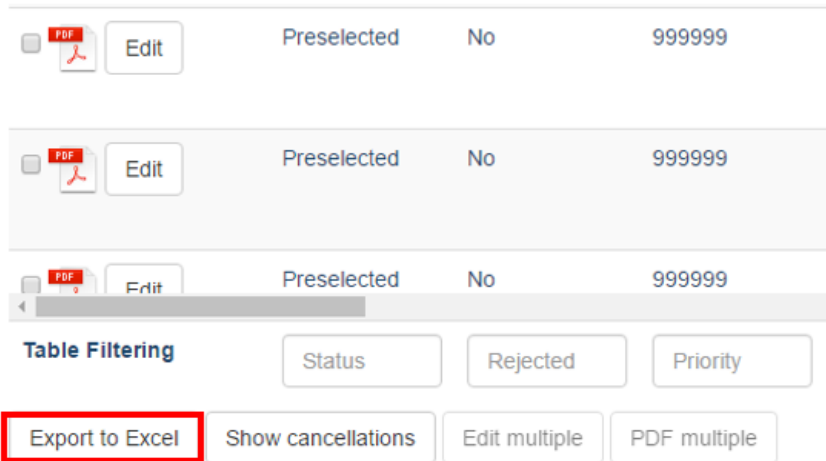 PDF Edit Preselected No 999999
PDF Edit Preselected No 999999
PDF Edit Preselected No 999999
Table Filtering Status Rejected Priority
Export to Excel Show cancellations Edit multiple PDF multiple